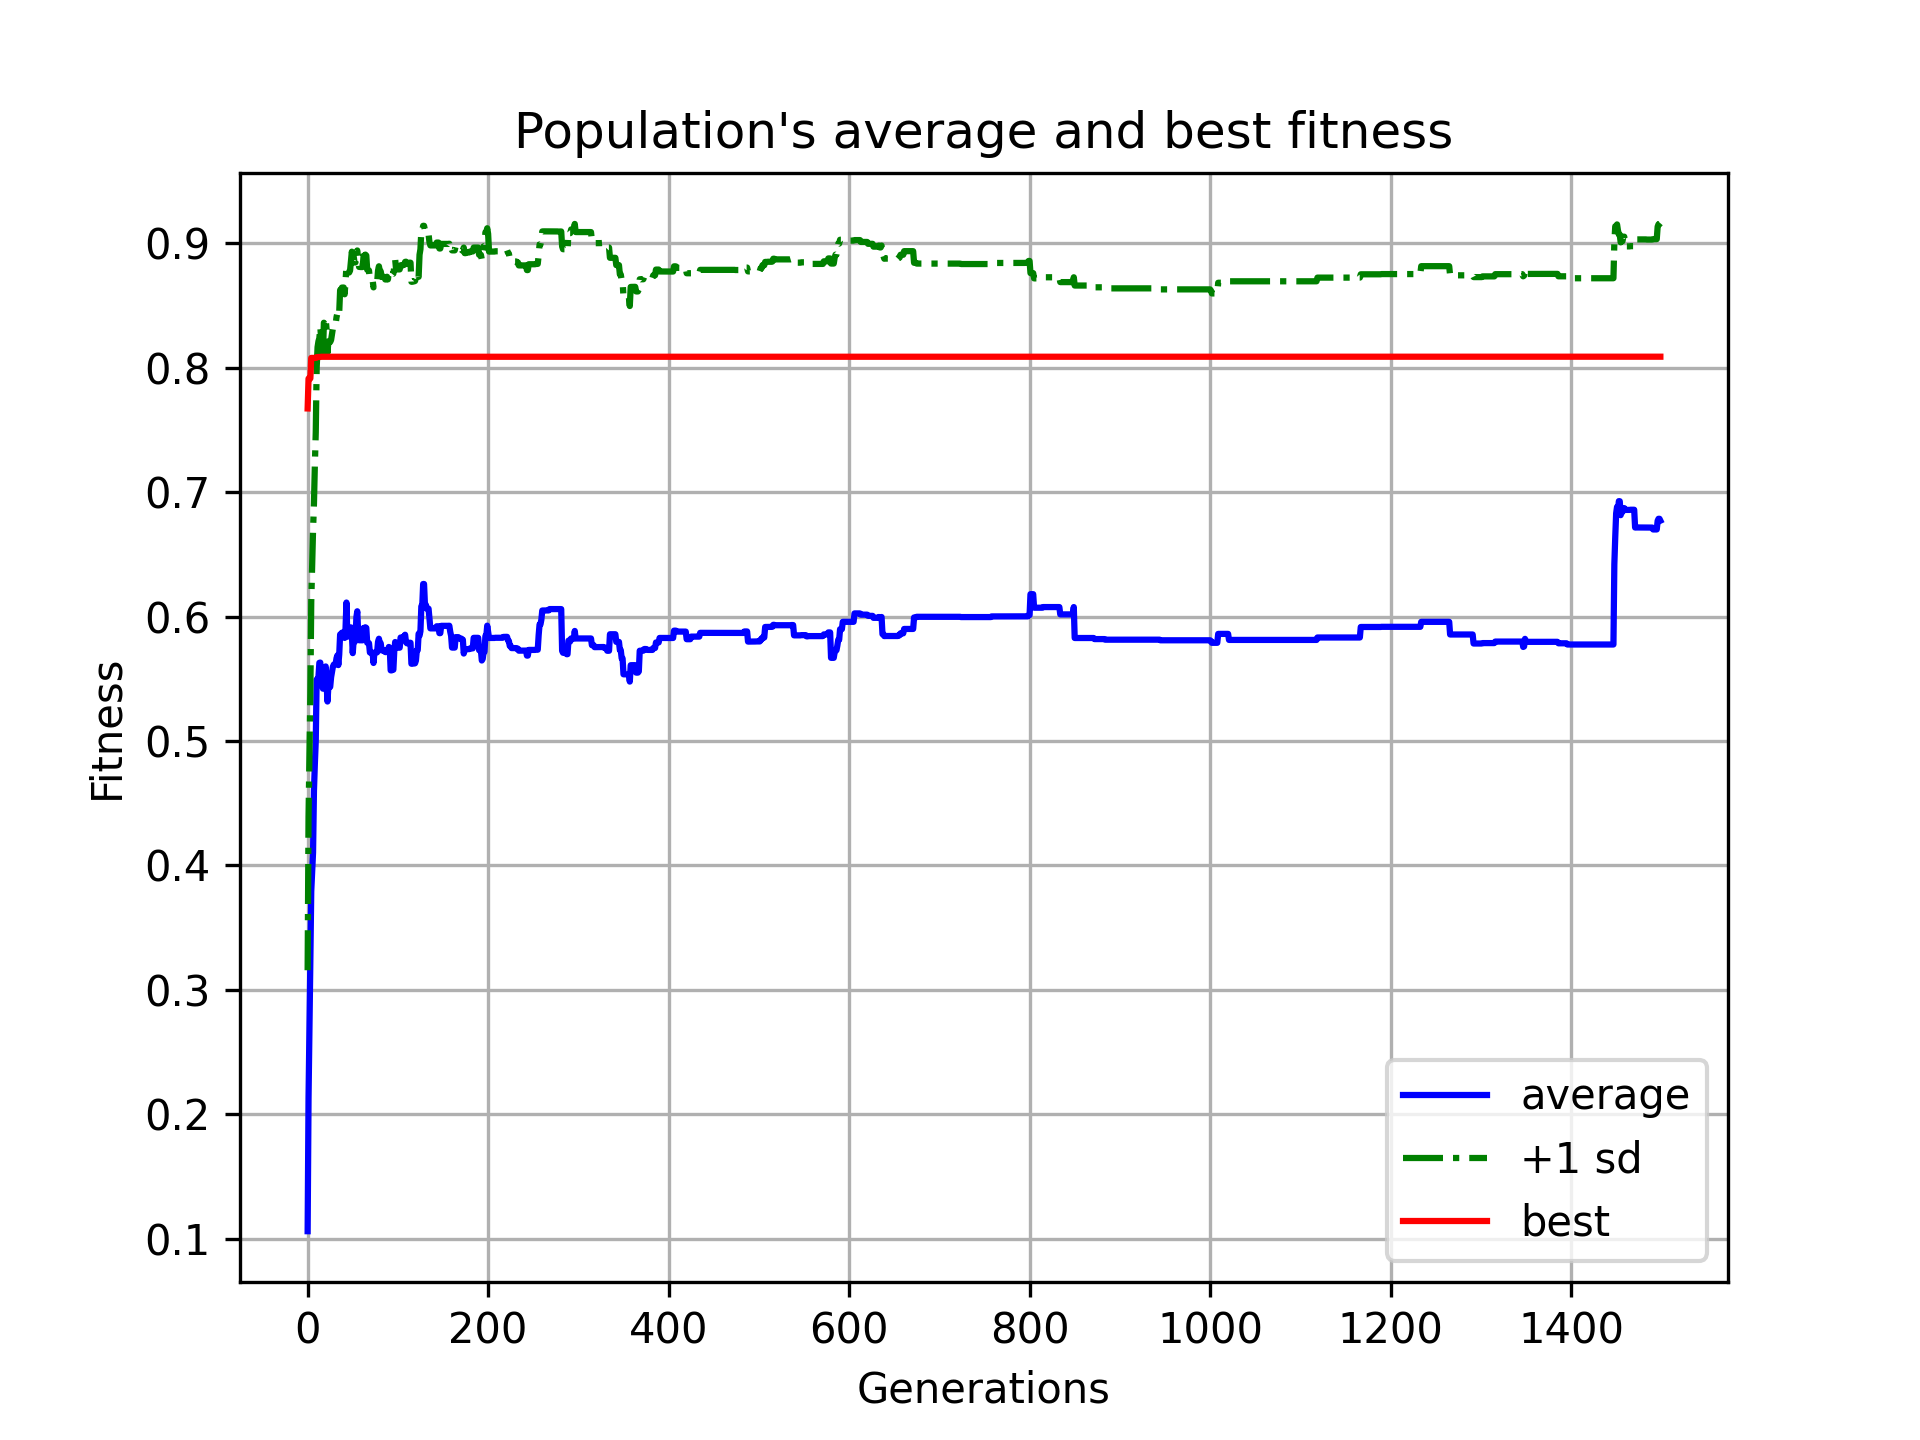 Population's average and best fitness
0.9
0.8
0.7
0.6
0.5
0.4
0.3
0.2
0.1
Fitness
0 200 400 600 800 1000 1200 1400
Generations
average
+1 sd
best